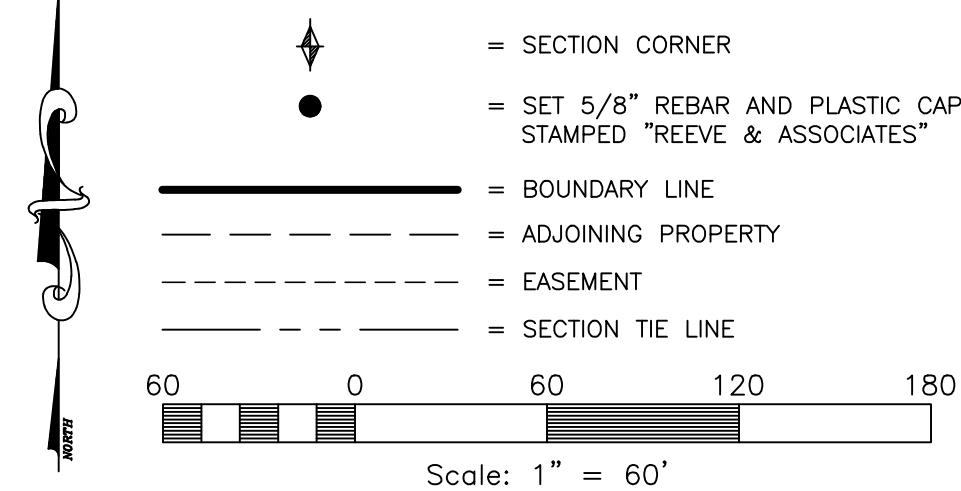 = SECTION CORNER
= SET 5/8" REBAR AND PLASTIC CAP
STAMPED "REEVE & ASSOCIATES"
= BOUNDARY LINE
= ADJOINING PROPERTY
= EASEMENT
= SECTION TIE LINE
60 0 60 120 180
NORTH
Scale: 1" = 60'